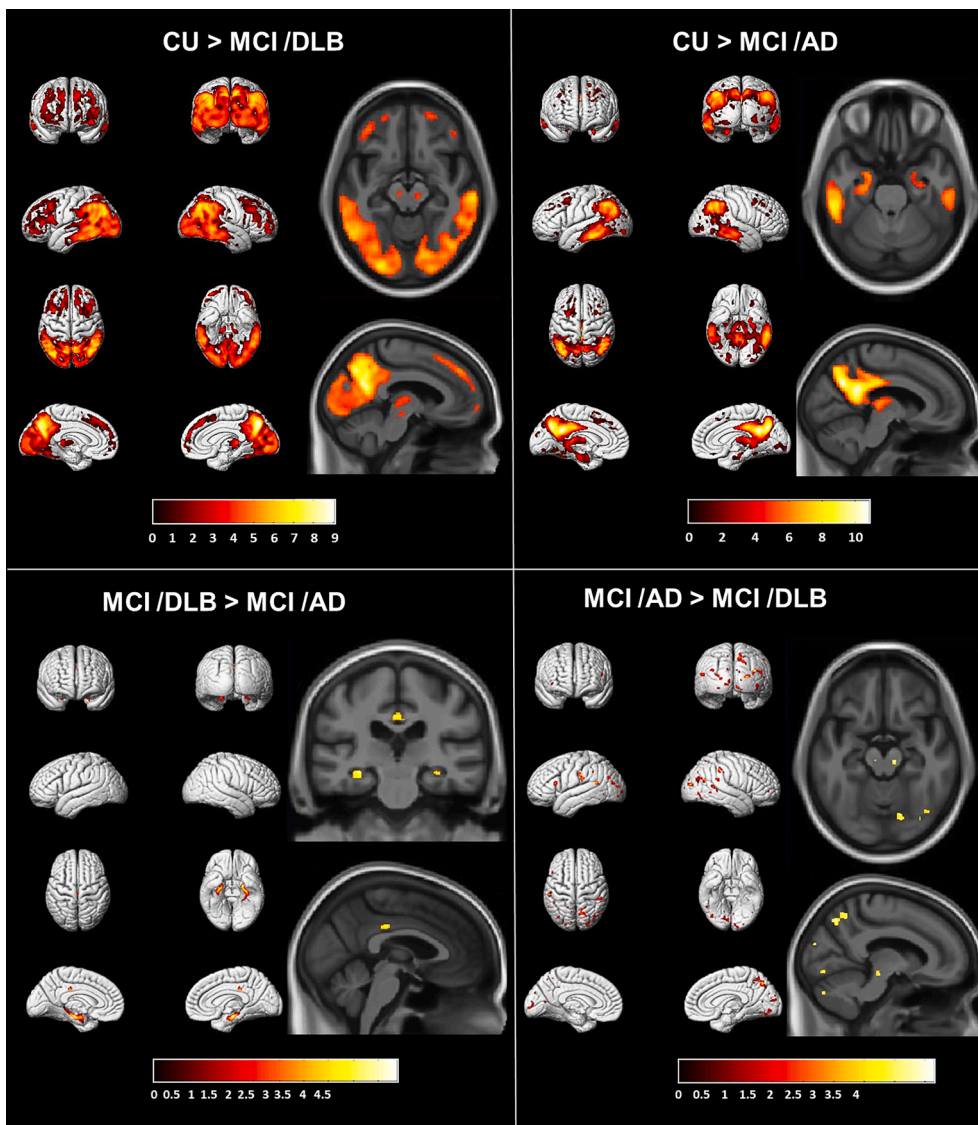 CU > MCI /DLB
CU > MCI /AD
0 1 2 3 4 5 6 7 8 9
0 2 4 6 8 10
MCI /DLB > MCI /AD
MCI /AD > MCI /DLB
0 0.5 1 1.5 2 2.5 3 3.5 4 4.5
0 0.5 1 1.5 2 2.5 3 3.5 4